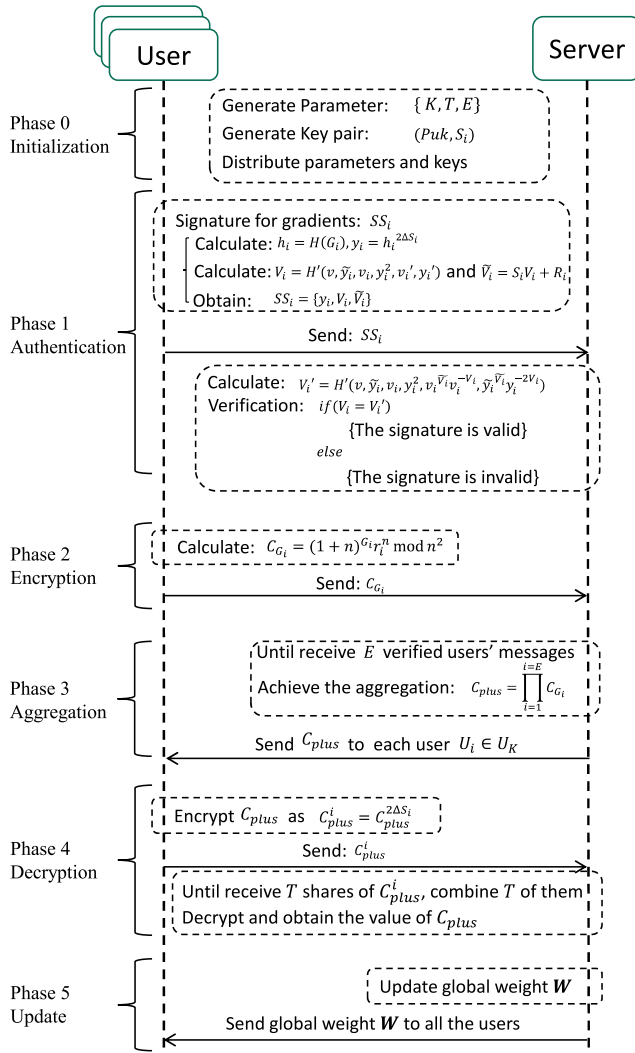 User
Server
Phase 0
Initialization
Generate Parameter: {K, T, E}
Generate Key pair: (Puk, S_i)
Distribute parameters and keys
Phase 1
Authentication
Signature for gradients: SS_i
Calculate: h_i = H(G_i), y_i = h_i^{2ΔS_i}
Calculate: V_i = H′(v, ỹ_i, v_i, y_i^2, v_i′, y_i′) and Ṽ_i = S_iV_i + R_i
Obtain: SS_i = {y_i, V_i, Ṽ_i}
Send: SS_i
Calculate: V_i′ = H′(v, ỹ_i, v_i, y_i^2, v_i^{Ṽ_i} v_i^{−V_i}, ỹ_i^{Ṽ_i} y_i^{−2V_i})
Verification: if(V_i = V_i′)
{The signature is valid}
else
{The signature is invalid}
Phase 2
Encryption
Calculate: C_{G_i} = (1 + n)^{G_i} r_i^n mod n^2
Send: C_{G_i}
Phase 3
Aggregation
Until receive E verified users' messages
Achieve the aggregation: C_{plus} = ∏_{i=1}^{i=E} C_{G_i}
Send C_{plus} to each user U_i ∈ U_K
Phase 4
Decryption
Encrypt C_{plus} as C_{plus}^i = C_{plus}^{2ΔS_i}
Send: C_{plus}^i
Until receive T shares of C_{plus}^i, combine T of them
Decrypt and obtain the value of C_{plus}
Phase 5
Update
Update global weight W
Send global weight W to all the users